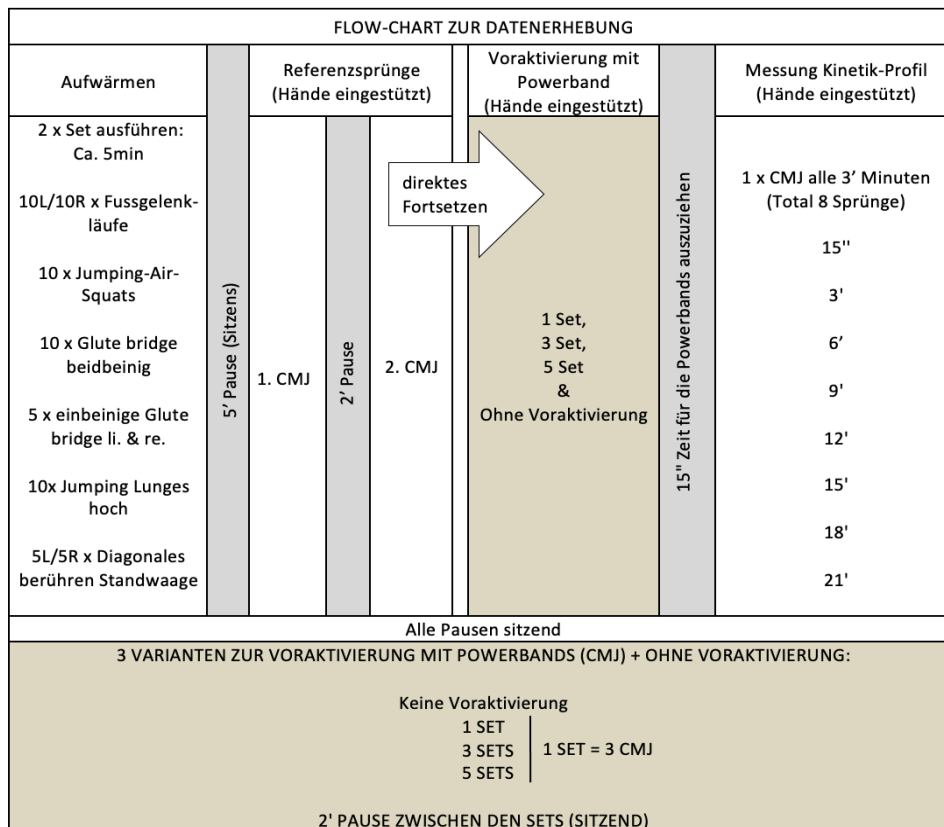 FLOW-CHART ZUR DATENERHEBUNG
Aufwärmen
Referenzsprünge
(Hände eingestützt)
Voraktivierung mit
Powerband
(Hände eingestützt)
Messung Kinetik-Profil
(Hände eingestützt)
2 x Set ausführen:
Ca. 5min
10L/10R x Fussgelenk-
läufe
10 x Jumping-Air-
Squats
10 x Glute bridge
beidbeinig
5 x einbeinige Glute
bridge li. & re.
10x Jumping Lunges
hoch
5L/5R x Diagonales
berühren Standwaage
5' Pause (Sitzens)
1. CMJ
2' Pause
2. CMJ
direktes
Fortsetzen
1 Set,
3 Set,
5 Set
&
Ohne Voraktivierung
15" Zeit für die Powerbands auszuziehen
1 x CMJ alle 3’ Minuten
(Total 8 Sprünge)
15''
3'
6’
9'
12'
15'
18'
21'
Alle Pausen sitzend
3 VARIANTEN ZUR VORAKTIVIERUNG MIT POWERBANDS (CMJ) + OHNE VORAKTIVIERUNG:
Keine Voraktivierung
1 SET
3 SETS
5 SETS
1 SET = 3 CMJ
2' PAUSE ZWISCHEN DEN SETS (SITZEND)